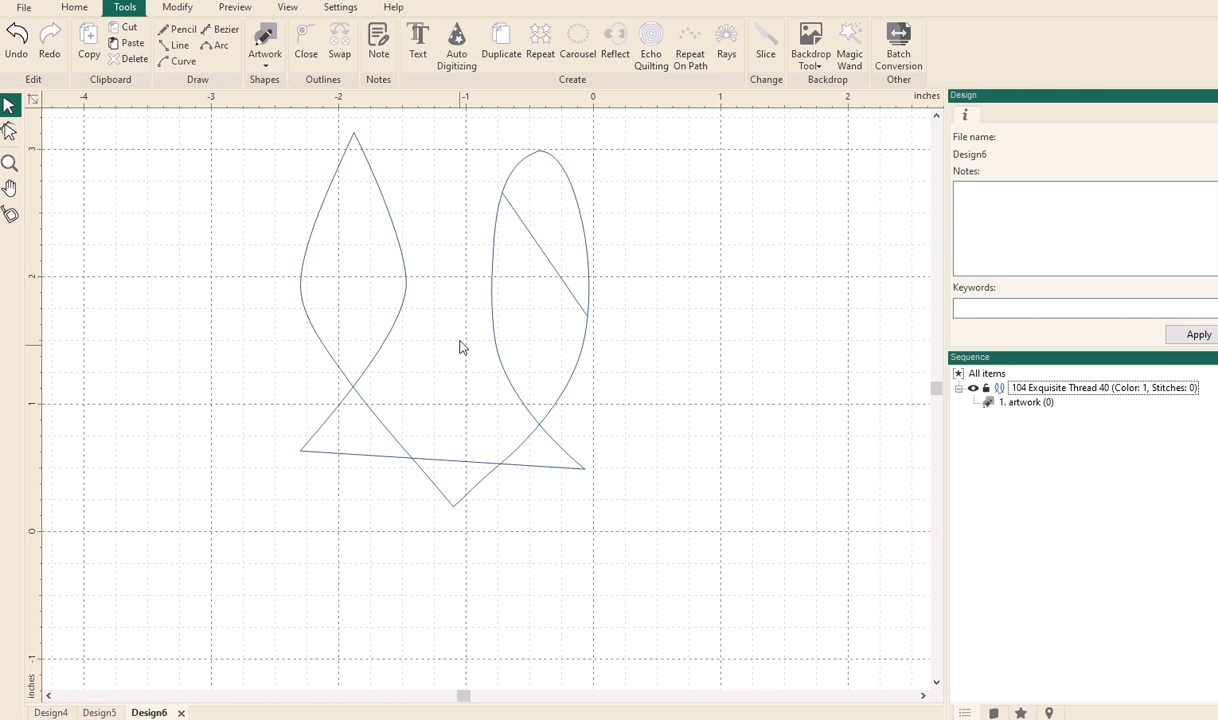 File Home Tools Modify Preview View Settings Help
Undo Redo Copy Cut Paste Delete Pencil Bezier Line Arc Curve Artwork Close Swap Note Text Auto Digitizing Duplicate Repeat Carousel Reflect Echo Quilting Repeat On Path Rays Slice Backdrop Tool Magic Wand Batch Conversion
Edit Clipboard Draw Shapes Outlines Notes Create Change Backdrop Other
-4 -3 -2 -1 0 1 2 inches
3
2
1
0
-1
inches
Design
i
File name:
Design6
Notes:
Keywords:
Apply
Sequence
All items
104 Exquisite Thread 40 (Color: 1, Stitches: 0)
1. artwork (0)
Design4 Design5 Design6